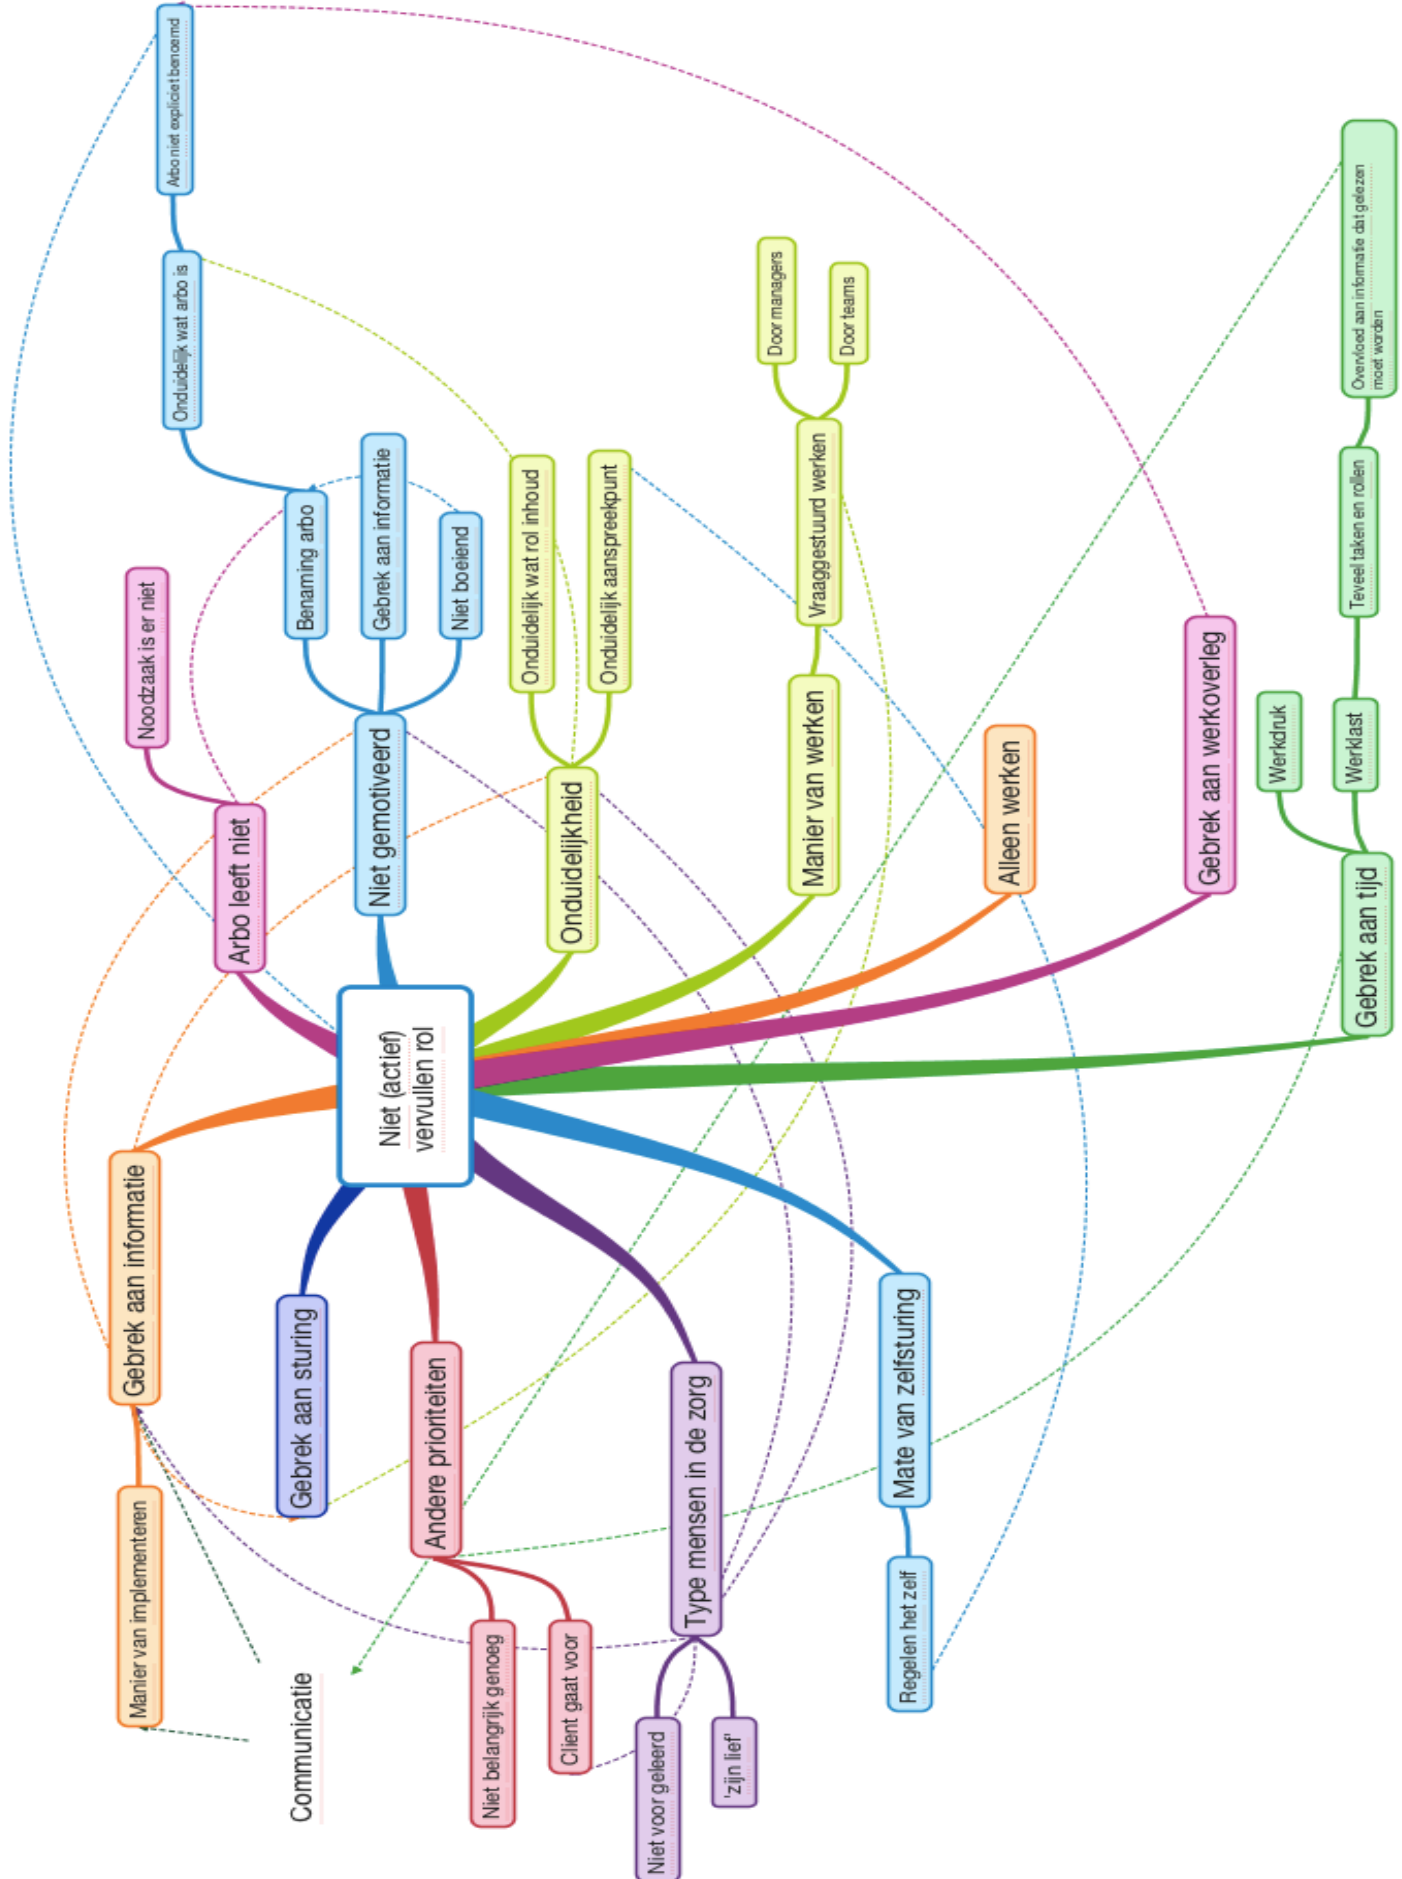 Niet (actief)
vervullen rol
Arbo leeft niet
Noodzaak is er niet
Niet gemotiveerd
Benaming arbo
Onduidelijk wat arbo is
Arbo niet expliciet benoemd
Gebrek aan informatie
Niet boeiend
Onduidelijkheid
Onduidelijk wat rol inhoud
Onduidelijk aanspreekpunt
Manier van werken
Vraaggestuurd werken
Door managers
Door teams
Alleen werken
Gebrek aan werkoverleg
Gebrek aan tijd
Werkdruk
Werklast
Teveel taken en rollen
Overvloed aan informatie dat gelezen
moet worden
Gebrek aan informatie
Manier van implementeren
Gebrek aan sturing
Communicatie
Andere prioriteiten
Niet belangrijk genoeg
Client gaat voor
Type mensen in de zorg
Niet voor geleerd
'zijn lief'
Mate van zelfsturing
Regelen het zelf